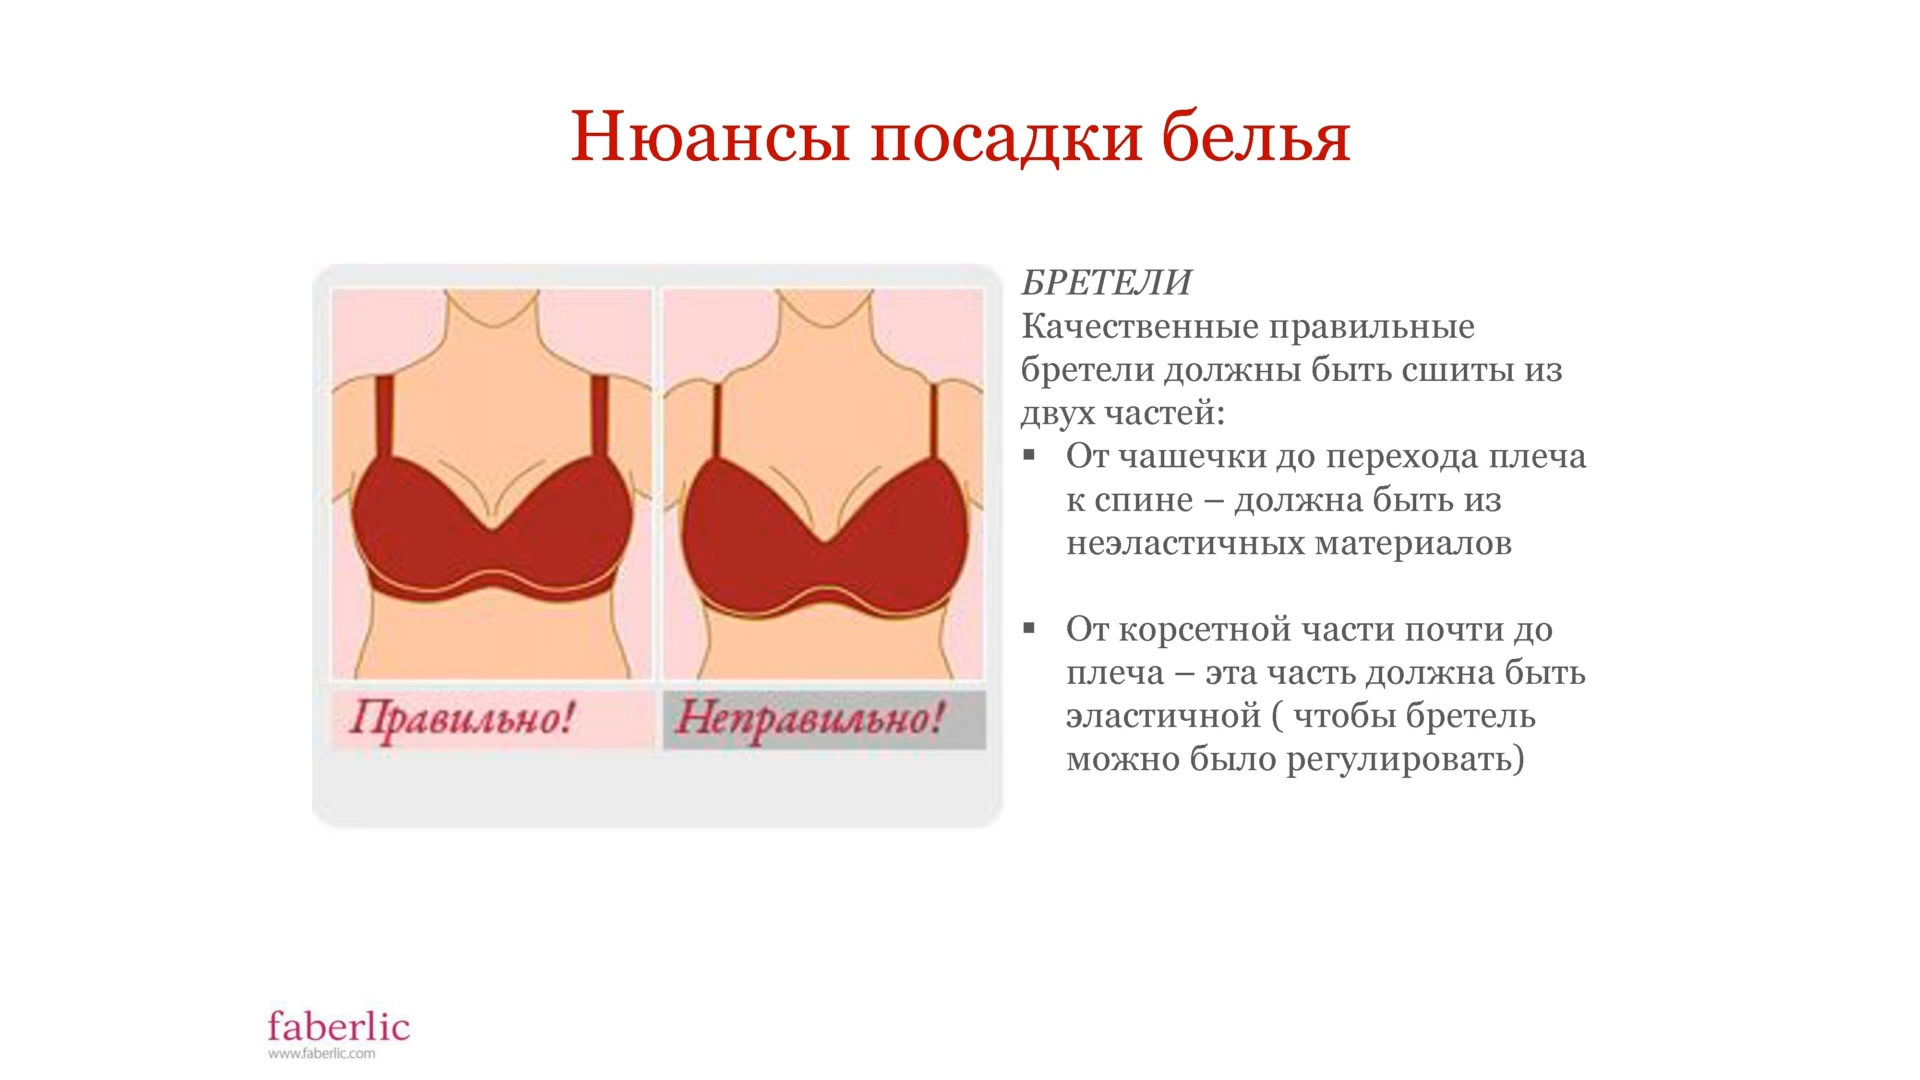 Нюансы посадки белья
БРЕТЕЛИ
Качественные правильные
бретели должны быть сшиты из
двух частей:
▪ От чашечки до перехода плеча
к спине – должна быть из
неэластичных материалов
▪ От корсетной части почти до
плеча – эта часть должна быть
эластичной ( чтобы бретель
можно было регулировать)
Правильно!
Неправильно!
faberlic
www.faberlic.com